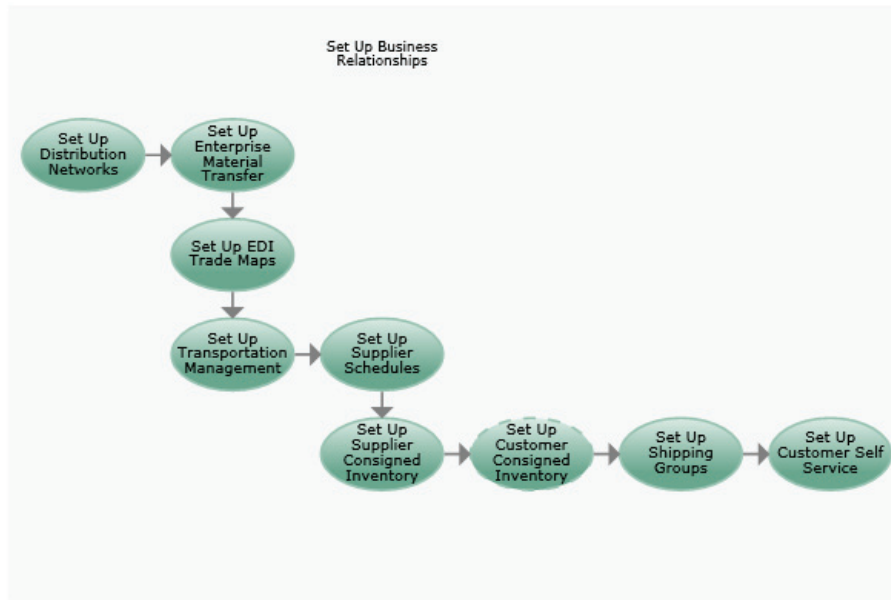 Set Up Business
Relationships
Set Up
Distribution
Networks
Set Up
Enterprise
Material
Transfer
Set Up EDI
Trade Maps
Set Up
Transportation
Management
Set Up
Supplier
Schedules
Set Up
Supplier
Consigned
Inventory
Set Up
Customer
Consigned
Inventory
Set Up
Shipping
Groups
Set Up
Customer Self
Service